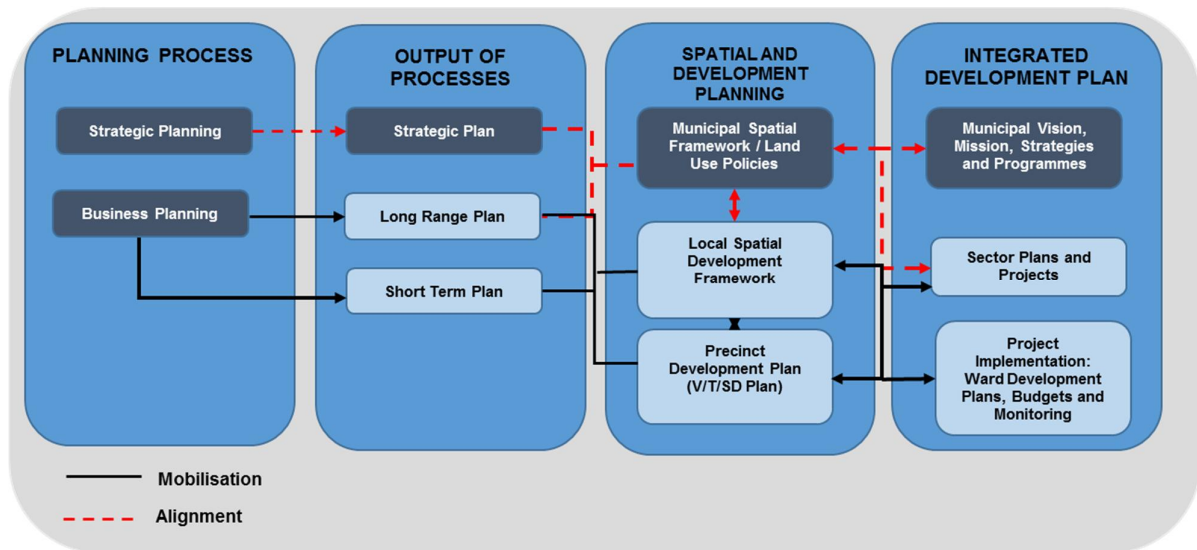 PLANNING PROCESS
Strategic Planning
Business Planning
OUTPUT OF
PROCESSES
Strategic Plan
Long Range Plan
Short Term Plan
SPATIAL AND
DEVELOPMENT
PLANNING
Municipal Spatial
Framework / Land
Use Policies
Local Spatial
Development
Framework
Precinct
Development Plan
(V/T/SD Plan)
INTEGRATED
DEVELOPMENT PLAN
Municipal Vision,
Mission, Strategies
and Programmes
Sector Plans and
Projects
Project
Implementation:
Ward Development
Plans, Budgets and
Monitoring
Mobilisation
Alignment